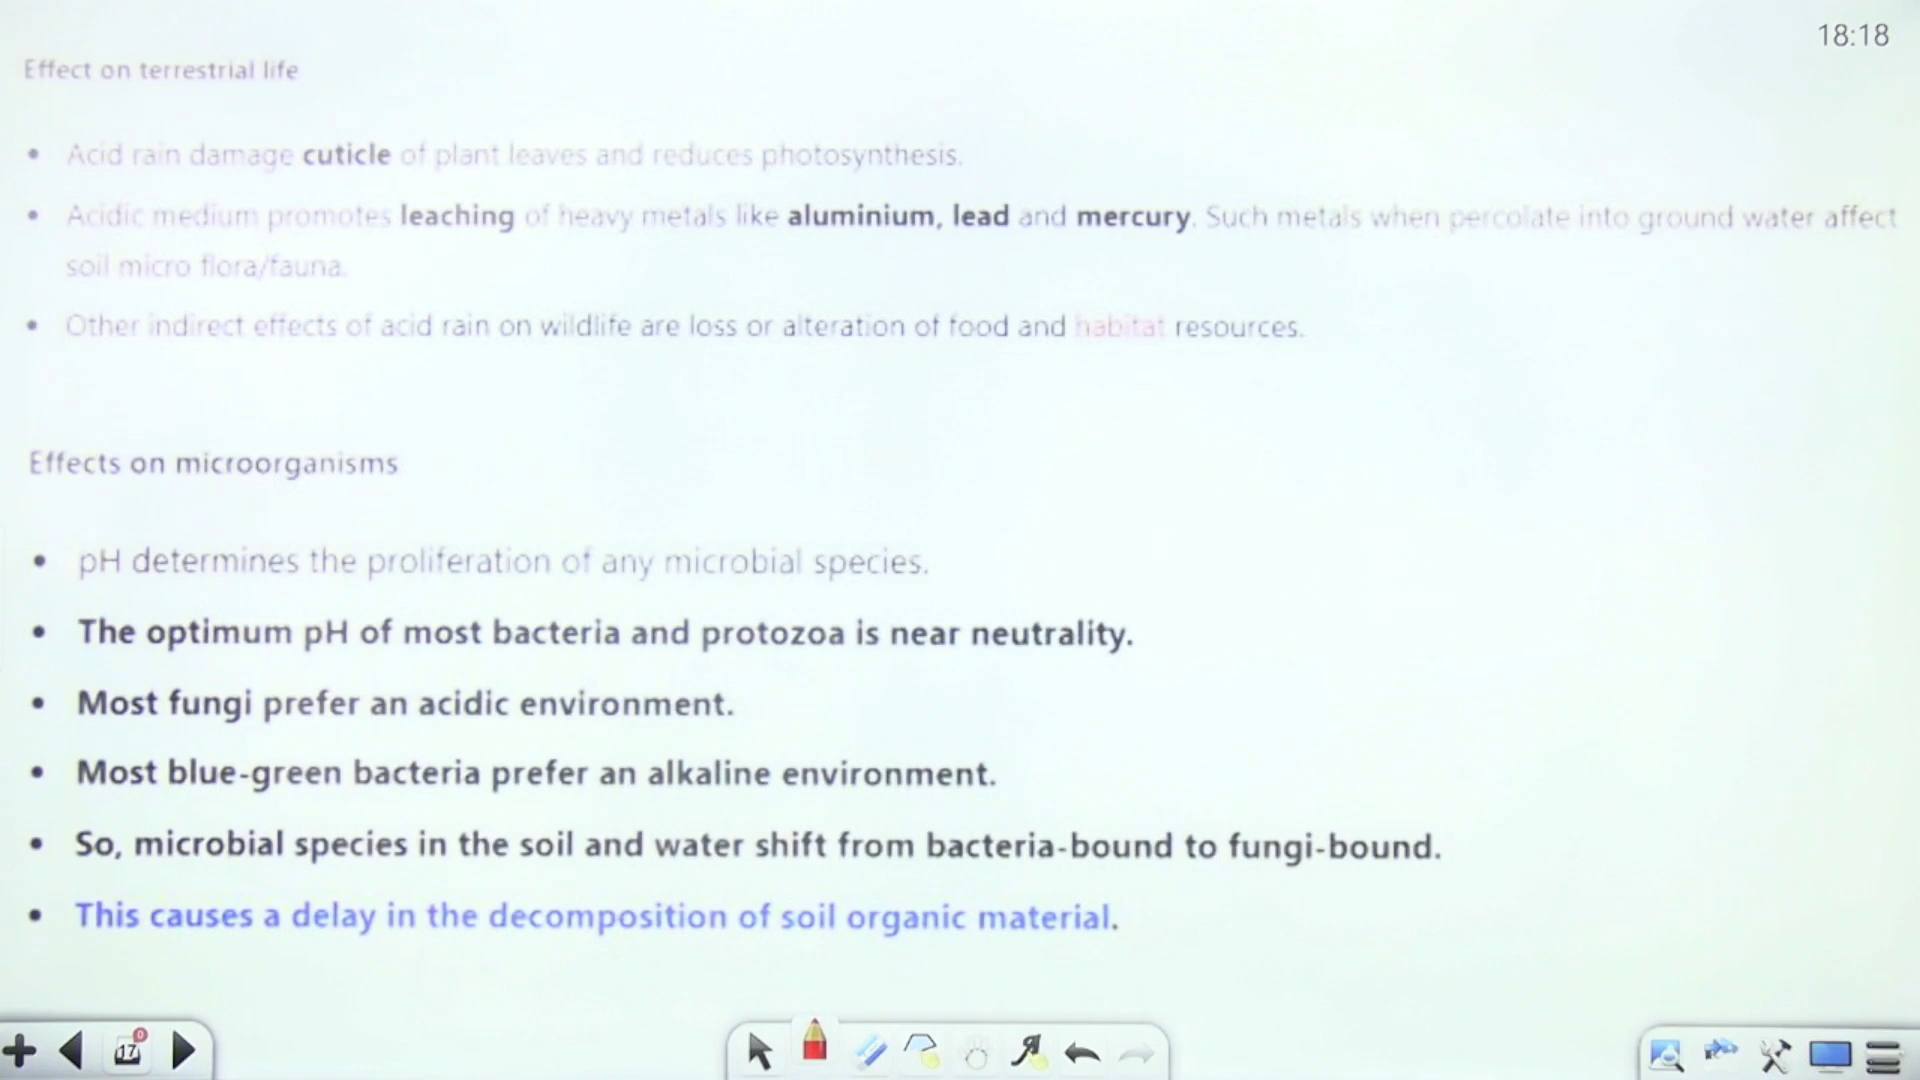 18:18
Effect on terrestrial life
• Acid rain damage cuticle of plant leaves and reduces photosynthesis.
• Acidic medium promotes leaching of heavy metals like aluminium, lead and mercury. Such metals when percolate into ground water affect
soil micro flora/fauna.
• Other indirect effects of acid rain on wildlife are loss or alteration of food and habitat resources.
Effects on microorganisms
• pH determines the proliferation of any microbial species.
• The optimum pH of most bacteria and protozoa is near neutrality.
• Most fungi prefer an acidic environment.
• Most blue-green bacteria prefer an alkaline environment.
• So, microbial species in the soil and water shift from bacteria-bound to fungi-bound.
• This causes a delay in the decomposition of soil organic material.
0
17